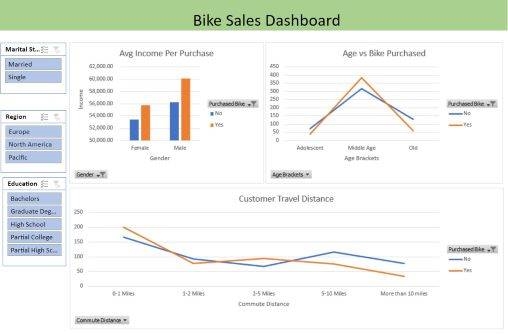 Bike Sales Dashboard
Marital St...
Married
Single
Region
Europe
North America
Pacific
Education
Bachelors
Graduate Deg...
High School
Partial College
Partial High Sc...
Avg Income Per Purchase
62,000.00
60,000.00
58,000.00
56,000.00
54,000.00
52,000.00
50,000.00
Income
Female
Male
Gender
Purchased Bike
No
Yes
Gender
Age vs Bike Purchased
450
400
350
300
250
200
150
100
50
0
Adolescent
Middle Age
Old
Age Brackets
Purchased Bike
No
Yes
Age Brackets
Customer Travel Distance
250
200
150
100
50
0
0-1 Miles
1-2 Miles
2-5 Miles
5-10 Miles
More than 10 miles
Commute Distance
Purchased Bike
No
Yes
Commute Distance